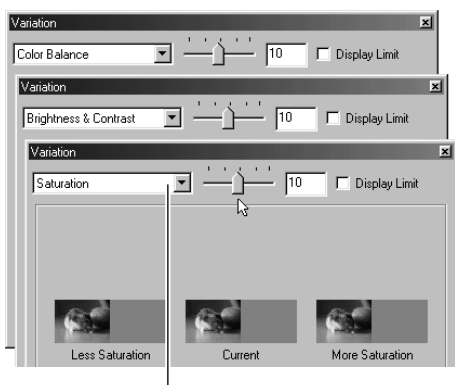 Variation
Color Balance 10 Display Limit
Variation
Brightness & Contrast 10 Display Limit
Variation
Saturation 10 Display Limit
Less Saturation Current More Saturation